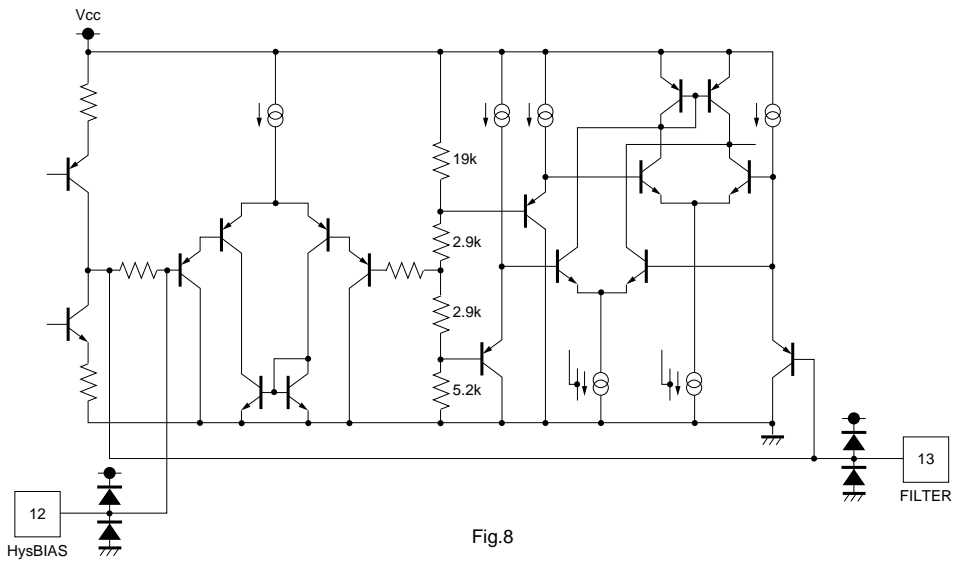 Vcc
19k
2.9k
2.9k
5.2k
13
FILTER
12
HysBIAS
Fig.8